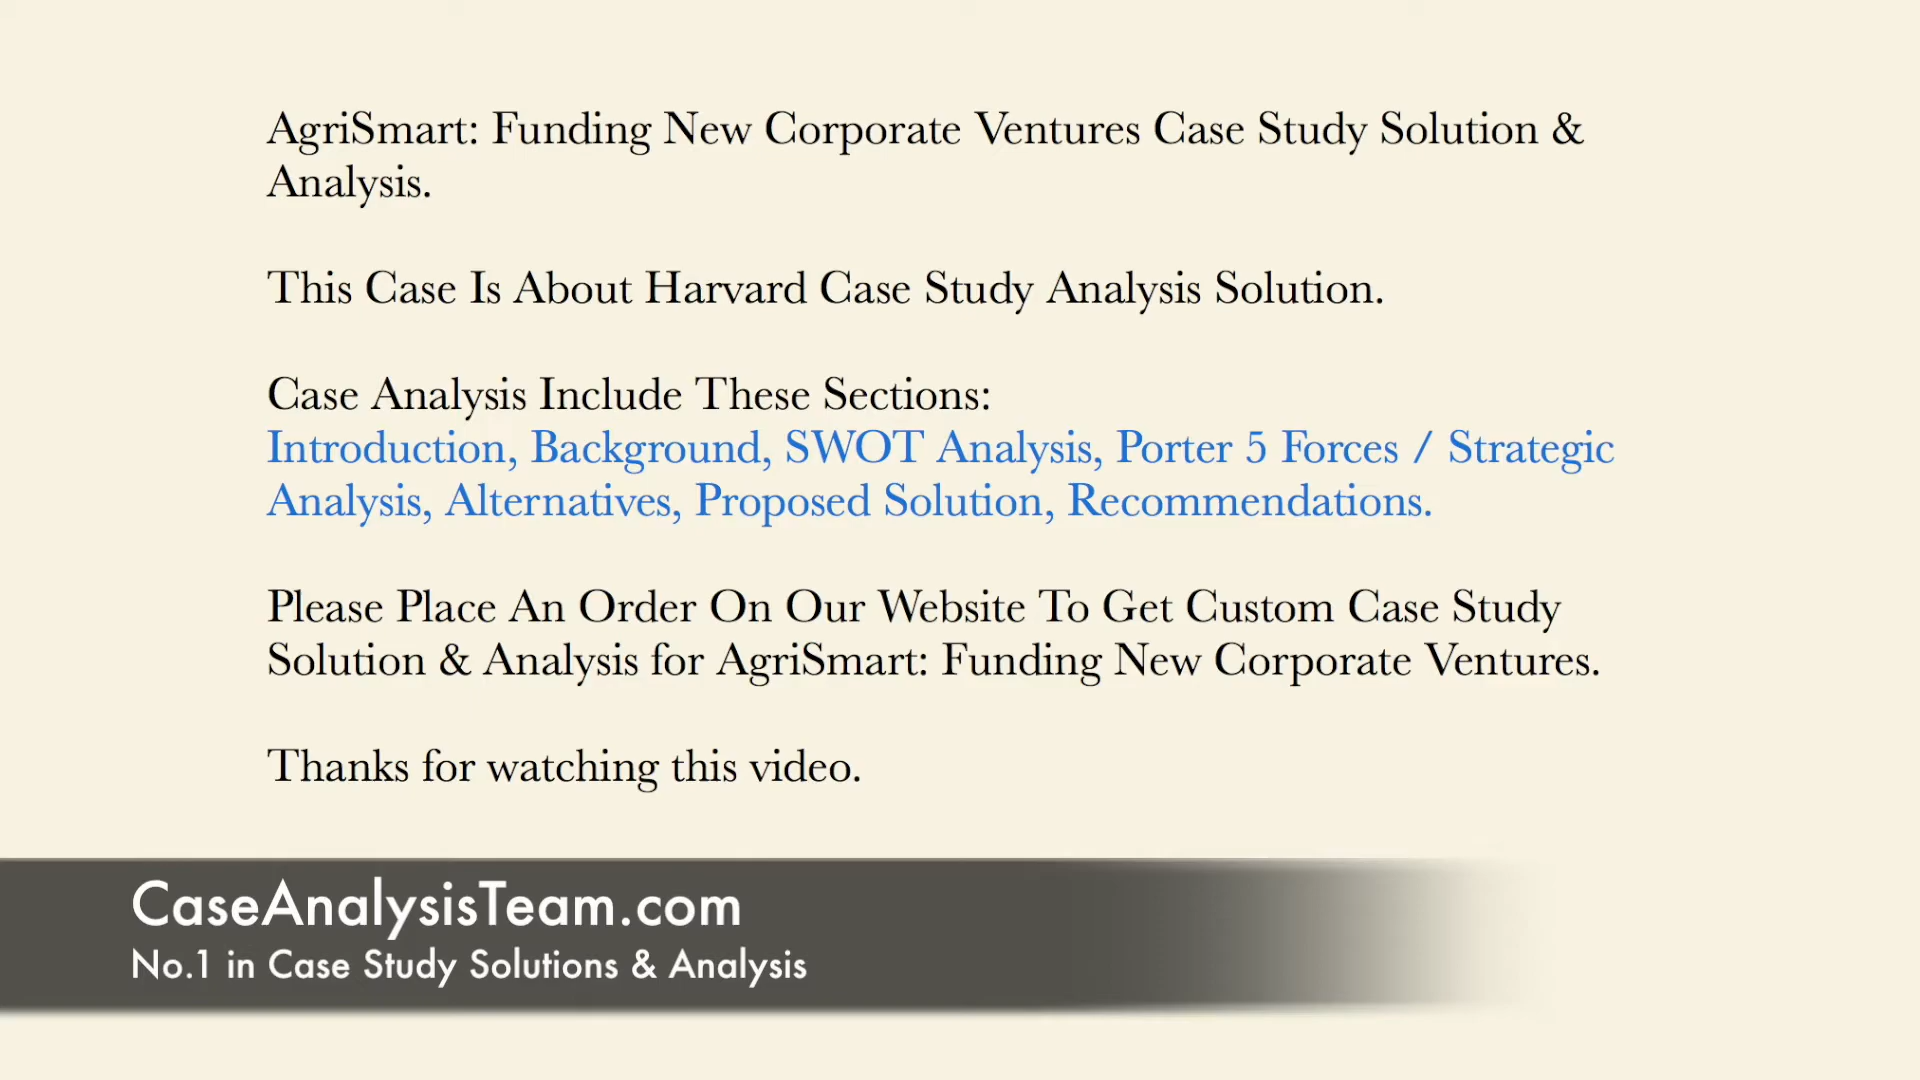 AgriSmart: Funding New Corporate Ventures Case Study Solution &
Analysis.
This Case Is About Harvard Case Study Analysis Solution.
Case Analysis Include These Sections:
Introduction, Background, SWOT Analysis, Porter 5 Forces / Strategic
Analysis, Alternatives, Proposed Solution, Recommendations.
Please Place An Order On Our Website To Get Custom Case Study
Solution & Analysis for AgriSmart: Funding New Corporate Ventures.
Thanks for watching this video.
CaseAnalysisTeam.com
No.1 in Case Study Solutions & Analysis